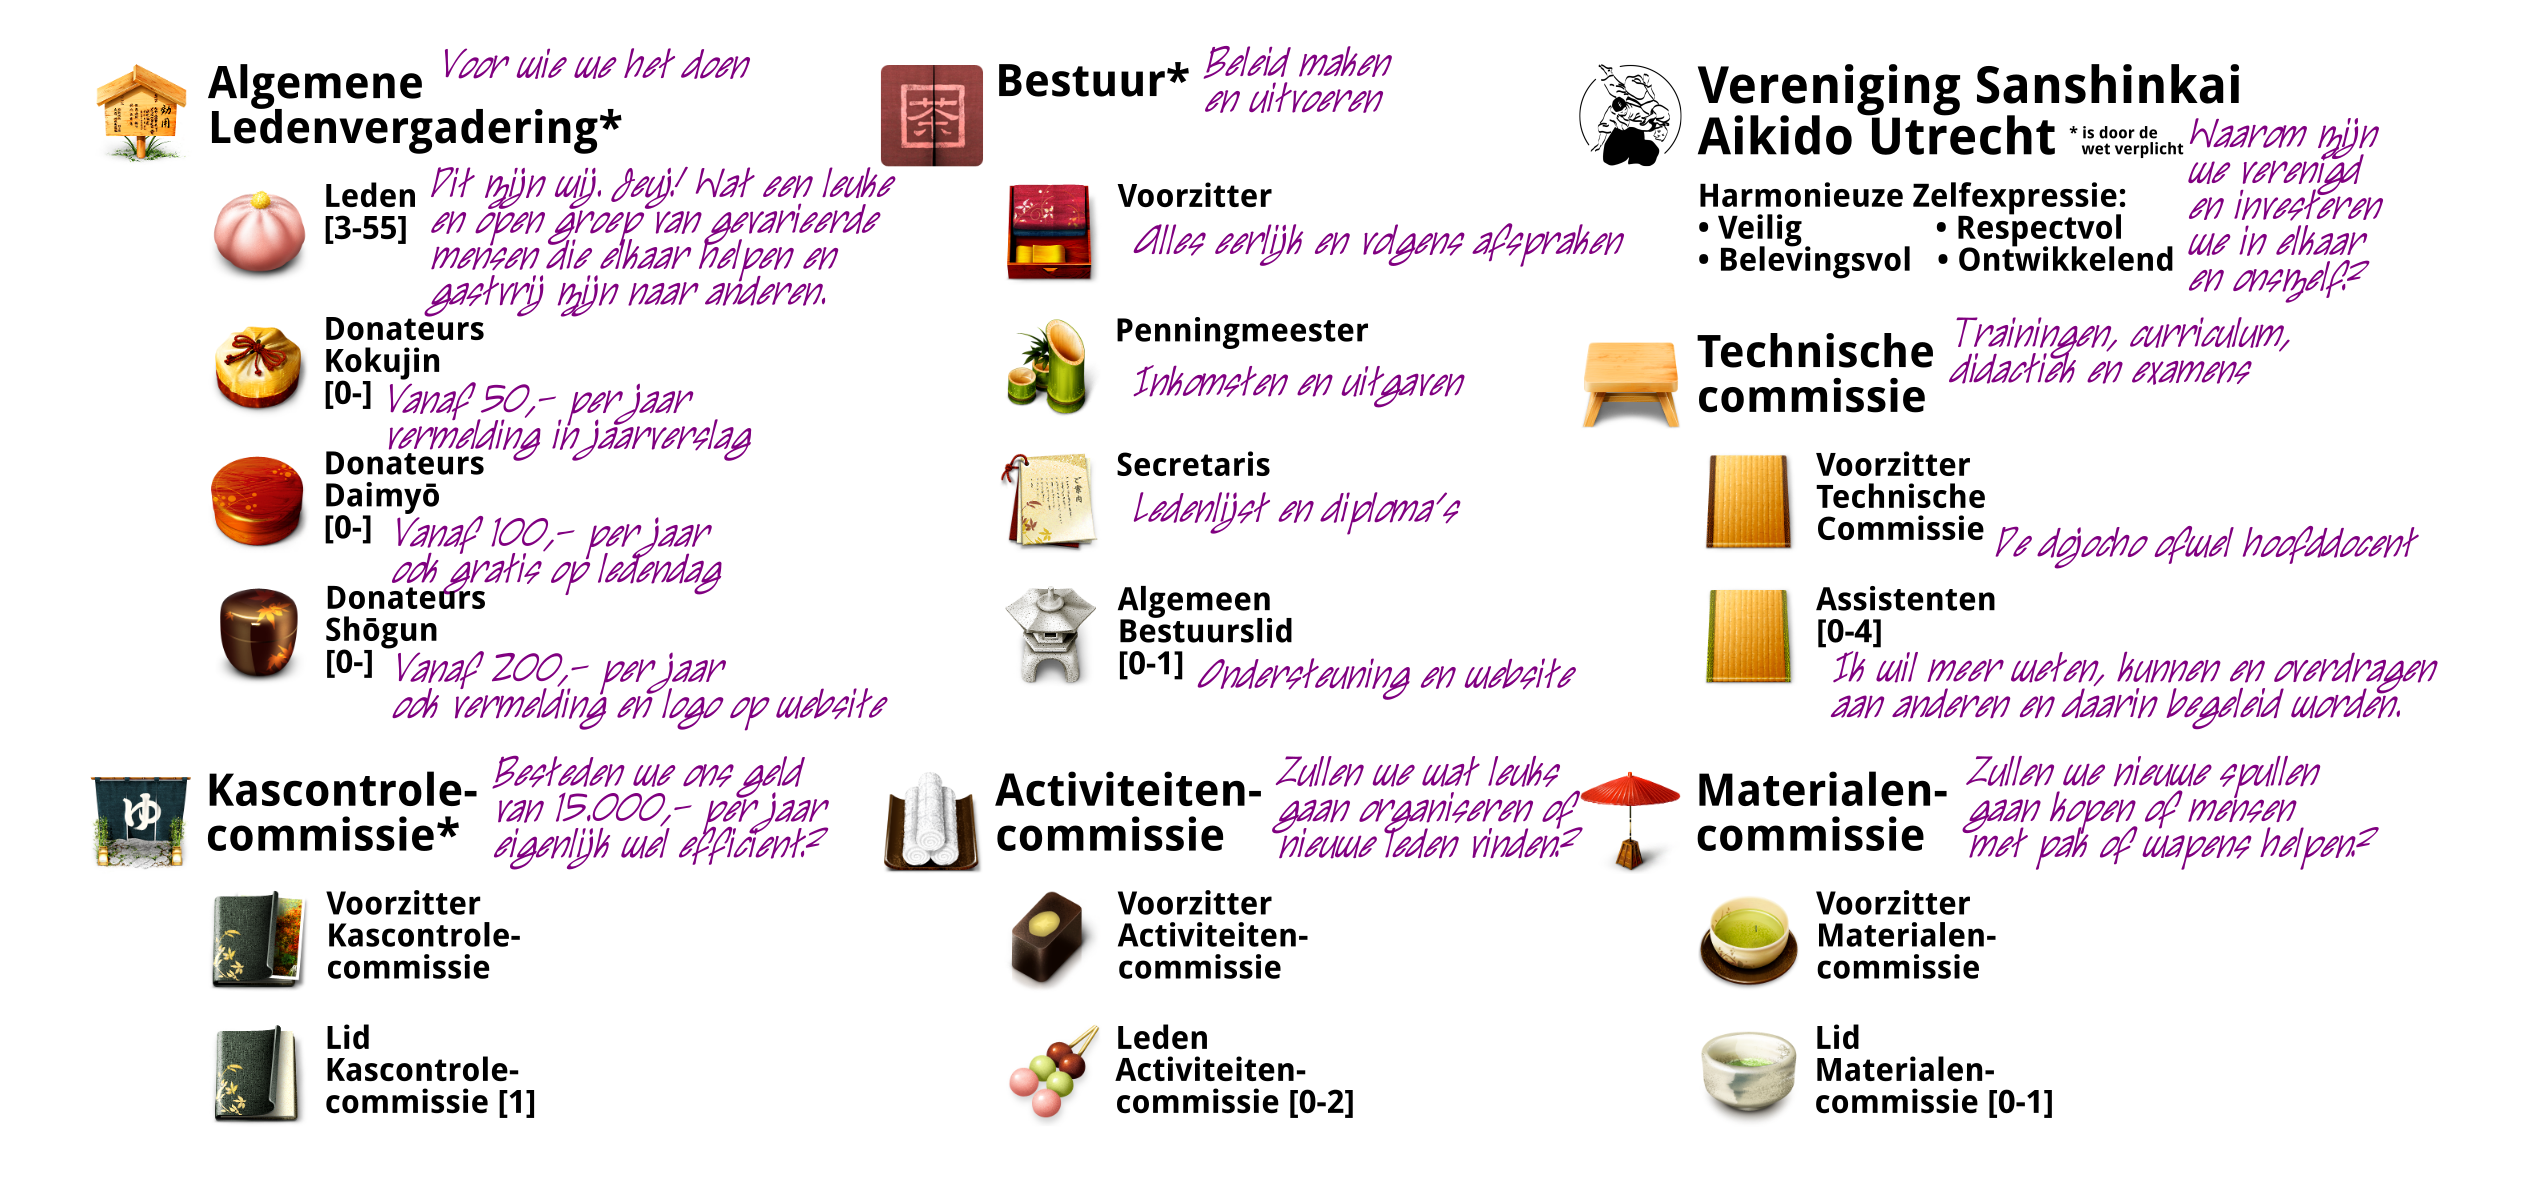 Algemene
Ledenvergadering*
Voor wie we het doen
Leden
[3-55]
Dit zijn wij. Jeuj! Wat een leuke
en open groep van gevarieerde
mensen die elkaar helpen en
gastvrij zijn naar anderen.
Donateurs
Kokujin
[0-]
Vanaf 50,- per jaar
vermelding in jaarverslag
Donateurs
Daimyō
[0-]
Vanaf 100,- per jaar
ook gratis op ledendag
Donateurs
Shōgun
[0-]
Vanaf 200,- per jaar
ook vermelding en logo op website
Bestuur*
Beleid maken
en uitvoeren
茶
Voorzitter
Alles eerlijk en volgens afspraken
Penningmeester
Inkomsten en uitgaven
Secretaris
Ledenlijst en diploma's
ご案内
Algemeen
Bestuurslid
[0-1]
Ondersteuning en website
Vereniging Sanshinkai
Aikido Utrecht
* is door de
wet verplicht
Waarom zijn
we verenigd
en investeren
we in elkaar
en onszelf?
Harmonieuze Zelfexpressie:
• Veilig • Respectvol
• Belevingsvol • Ontwikkelend
Technische
commissie
Trainingen, curriculum,
didactiek en examens
Voorzitter
Technische
Commissie
De dojocho ofwel hoofddocent
Assistenten
[0-4]
Ik wil meer weten, kunnen en overdragen
aan anderen en daarin begeleid worden.
ゆ
Kascontrole-
commissie*
Besteden we ons geld
van 15.000,- per jaar
eigenlijk wel efficient?
Voorzitter
Kascontrole-
commissie
Lid
Kascontrole-
commissie [1]
Activiteiten-
commissie
Zullen we wat leuks
gaan organiseren of
nieuwe leden vinden?
Voorzitter
Activiteiten-
commissie
Leden
Activiteiten-
commissie [0-2]
Materialen-
commissie
Zullen we nieuwe spullen
gaan kopen of mensen
met pak of wapens helpen?
Voorzitter
Materialen-
commissie
Lid
Materialen-
commissie [0-1]